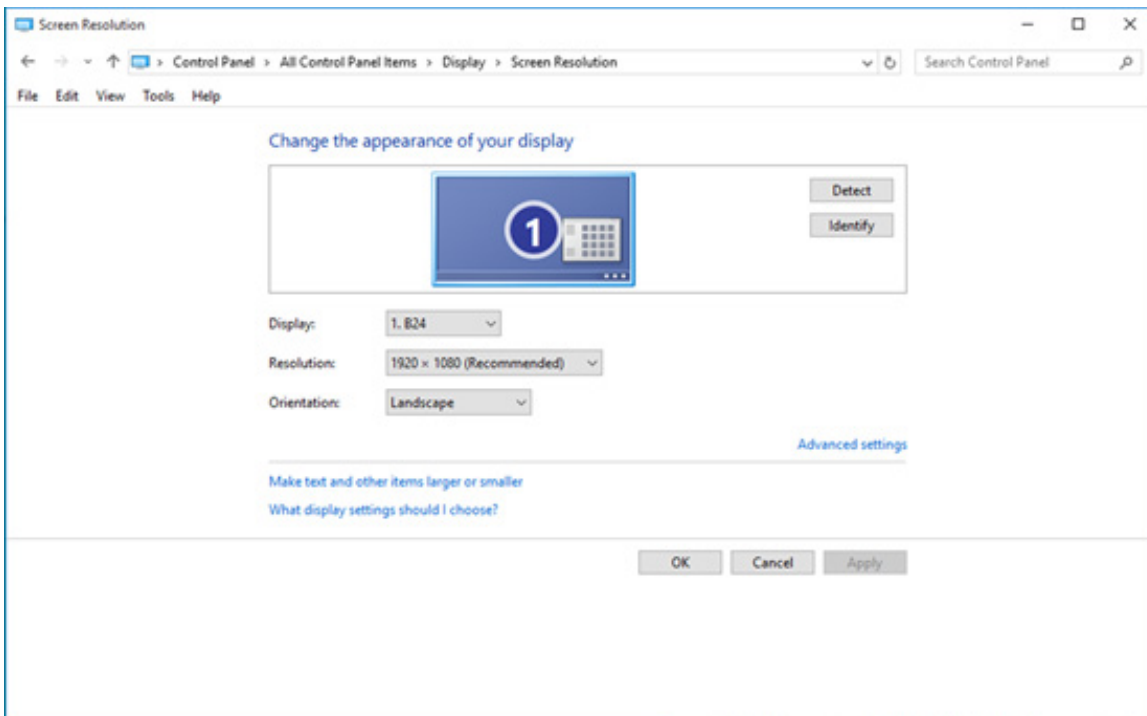 Screen Resolution
Control Panel > All Control Panel Items > Display > Screen Resolution
Search Control Panel
File Edit View Tools Help
Change the appearance of your display
1
Detect
Identify
Display: 1. B24
Resolution: 1920 × 1080 (Recommended)
Orientation: Landscape
Advanced settings
Make text and other items larger or smaller
What display settings should I choose?
OK Cancel Apply